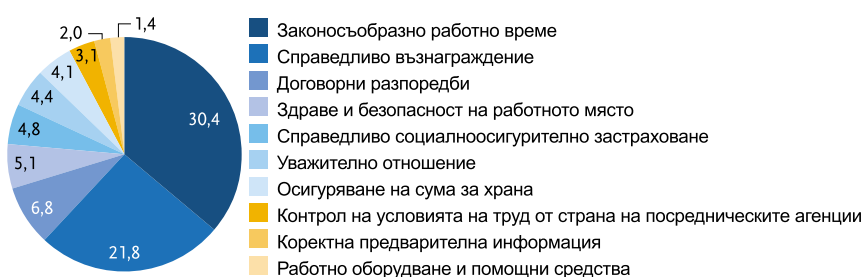 1,4
2,0
3,1
4,1
4,4
4,8
5,1
6,8
21,8
30,4
Законосъобразно работно време
Справедливо възнаграждение
Договорни разпоредби
Здраве и безопасност на работното място
Справедливо социалноосигурително застраховане
Уважително отношение
Осигуряване на сума за храна
Контрол на условията на труд от страна на посредническите агенции
Коректна предварителна информация
Работно оборудване и помощни средства